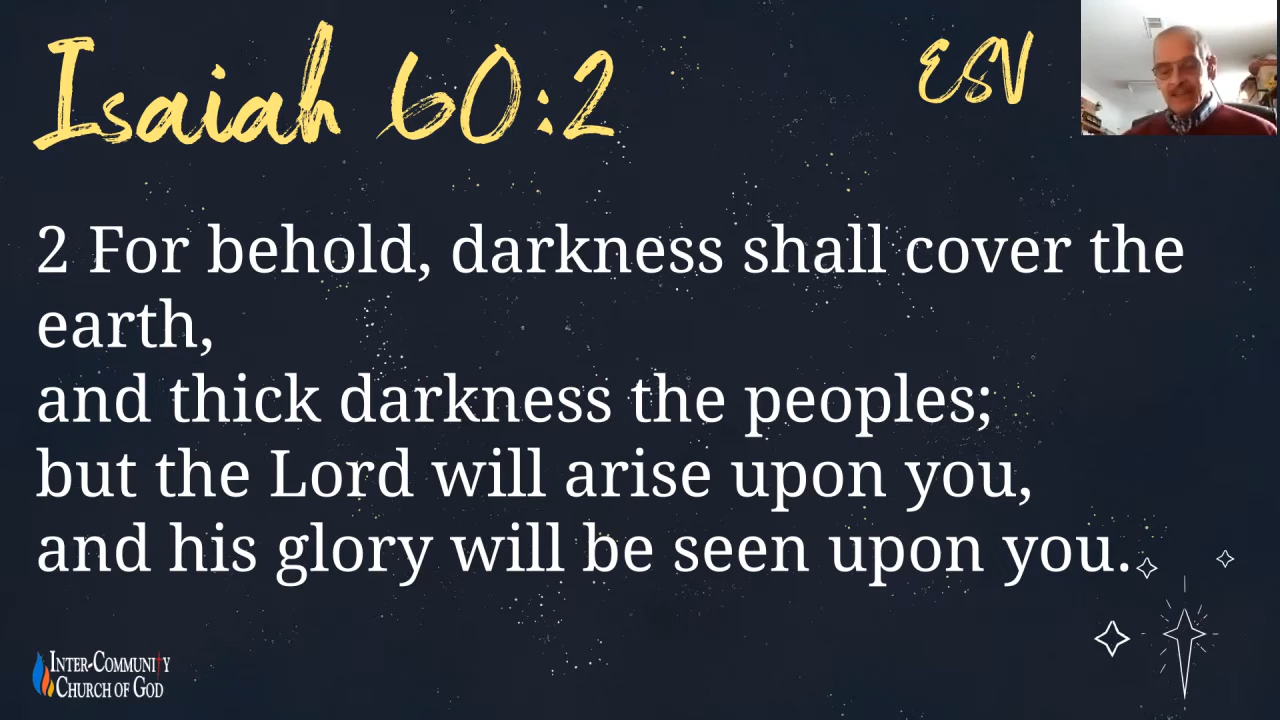 Isaiah 60:2
ESV
2 For behold, darkness shall cover the
earth,
and thick darkness the peoples;
but the Lord will arise upon you,
and his glory will be seen upon you.
INTER-COMMUNITY
CHURCH OF GOD